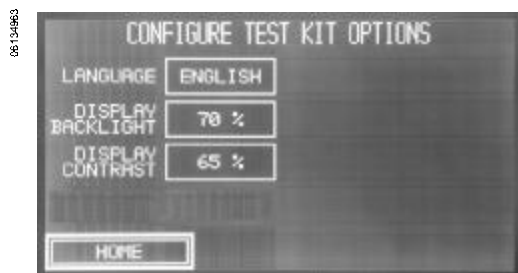 06134963
CONFIGURE TEST KIT OPTIONS
LANGUAGE ENGLISH
DISPLAY
BACKLIGHT 70 %
DISPLAY
CONTRAST 65 %
HOME